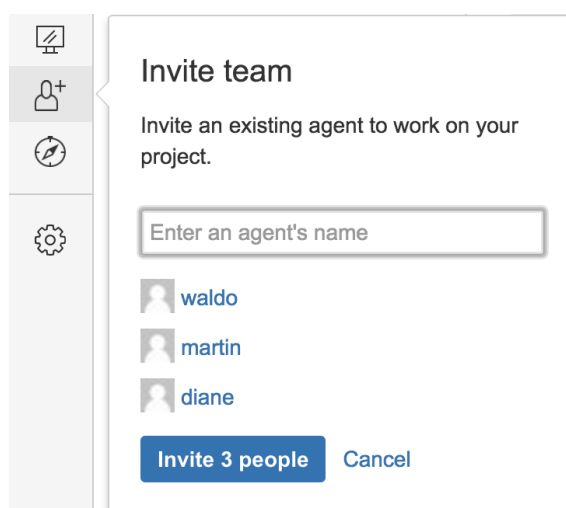 Invite team
Invite an existing agent to work on your
project.
Enter an agent's name
waldo
martin
diane
Invite 3 people Cancel